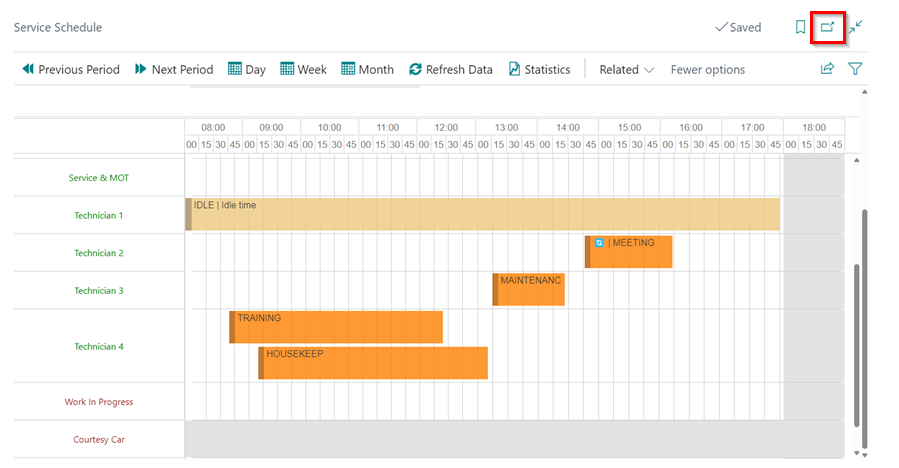 Service Schedule Saved
Previous Period Next Period Day Week Month Refresh Data Statistics Related Fewer options
08:00 09:00 10:00 11:00 12:00 13:00 14:00 15:00 16:00 17:00 18:00
00 15 30 45 00 15 30 45 00 15 30 45 00 15 30 45 00 15 30 45 00 15 30 45 00 15 30 45 00 15 30 45 00 15 30 45 00 15 30 45 00 15 30 45
Service & MOT
Technician 1 IDLE | Idle time
Technician 2 | MEETING
Technician 3 MAINTENANC
Technician 4 TRAINING
HOUSEKEEP
Work In Progress
Courtesy Car